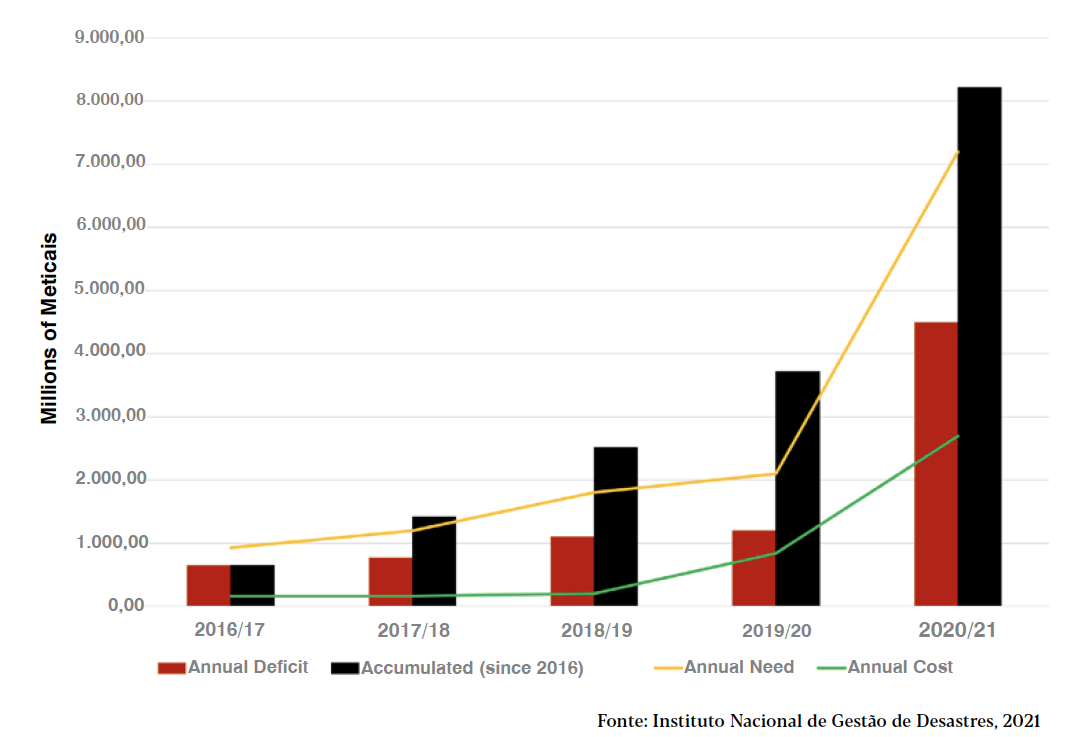 9.000,00
8.000,00
7.000,00
6.000,00
5.000,00
4.000,00
3.000,00
2.000,00
1.000,00
0,00
Millions of Meticais
2016/17 2017/18 2018/19 2019/20 2020/21
Annual Deficit Accumulated (since 2016) Annual Need Annual Cost
Fonte: Instituto Nacional de Gestão de Desastres, 2021